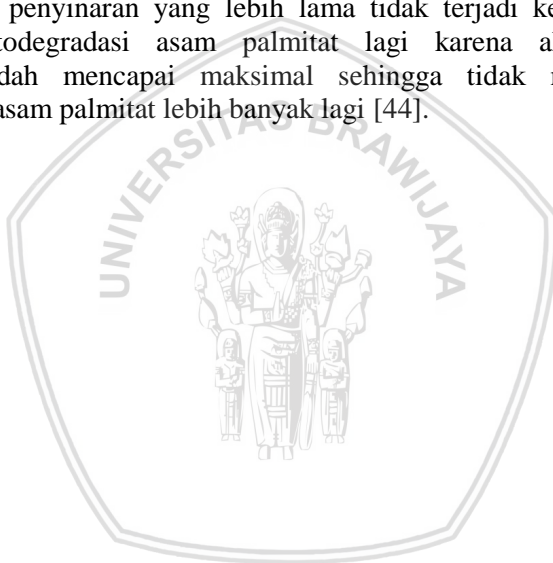 penyinaran yang lebih lama tidak terjadi ke
todegradasi asam palmitat lagi karena a
dah mencapai maksimal sehingga tidak
asam palmitat lebih banyak lagi [44].
UNIVERSITAS BRAWIJAYA